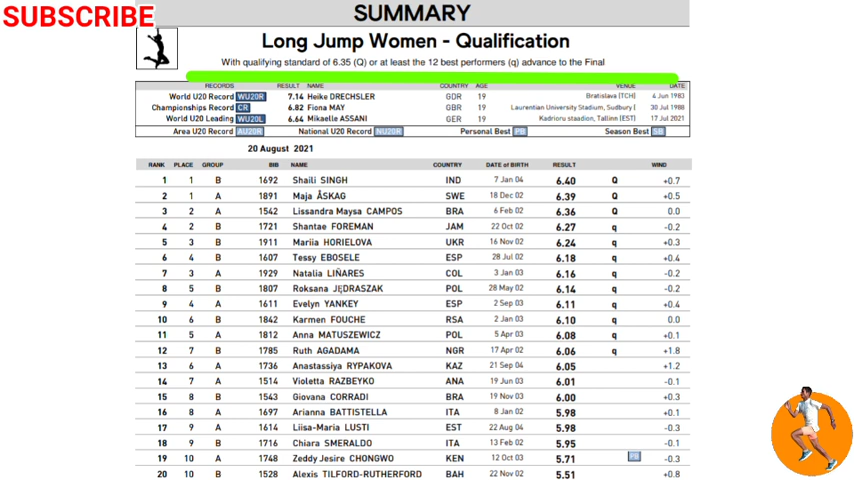 SUBSCRIBE
SUMMARY
Long Jump Women - Qualification
With qualifying standard of 6.35 (Q) or at least the 12 best performers (q) advance to the Final
RECORDS RESULT NAME COUNTRY AGE VENUE DATE
World U20 Record WU20R 7.14 Heike DRECHSLER GDR 19 Bratislava (TCH) 4 Jun 1983
Championships Record CR 6.82 Fiona MAY GBR 19 Laurentian University Stadium, Sudbury ( 30 Jul 1988
World U20 Leading WU20L 6.64 Mikaelle ASSANI GER 19 Kadrioru staadion, Tallinn (EST) 17 Jul 2021
Area U20 Record AU20R National U20 Record NU20R Personal Best PB Season Best SB
20 August 2021
RANK PLACE GROUP BIB NAME COUNTRY DATE of BIRTH RESULT WIND
1 1 B 1692 Shaili SINGH IND 7 Jan 04 6.40 Q +0.7
2 1 A 1891 Maja ÅSKAG SWE 18 Dec 02 6.39 Q +0.5
3 2 A 1542 Lissandra Maysa CAMPOS BRA 6 Feb 02 6.36 Q 0.0
4 2 B 1721 Shantae FOREMAN JAM 22 Oct 02 6.27 q -0.2
5 3 B 1911 Mariia HORIELOVA UKR 16 Nov 02 6.24 q +0.3
6 4 B 1607 Tessy EBOSELE ESP 28 Jul 02 6.18 q +0.4
7 3 A 1929 Natalia LIÑARES COL 3 Jan 03 6.16 q -0.2
8 5 B 1807 Roksana JĘDRASZAK POL 28 May 02 6.14 q -0.2
9 4 A 1611 Evelyn YANKEY ESP 2 Sep 03 6.11 q +0.4
10 6 B 1842 Karmen FOUCHE RSA 2 Jan 03 6.10 q 0.0
11 5 A 1812 Anna MATUSZEWICZ POL 5 Apr 03 6.08 q +0.1
12 7 B 1785 Ruth AGADAMA NGR 17 Apr 02 6.06 q +1.8
13 6 A 1736 Anastassiya RYPAKOVA KAZ 21 Sep 04 6.05 +1.2
14 7 A 1514 Violetta RAZBEYKO ANA 19 Jun 03 6.01 -0.1
15 8 B 1543 Giovana CORRADI BRA 19 Nov 03 6.00 +0.3
16 8 A 1697 Arianna BATTISTELLA ITA 8 Jan 02 5.98 +0.1
17 9 A 1614 Liisa-Maria LUSTI EST 22 Aug 04 5.98 -0.3
18 9 B 1716 Chiara SMERALDO ITA 13 Feb 02 5.95 -0.1
19 10 A 1748 Zeddy Jesire CHONGWO KEN 12 Oct 03 5.71 -0.3
20 10 B 1528 Alexis TILFORD-RUTHERFORD BAH 22 Nov 02 5.51 +0.8